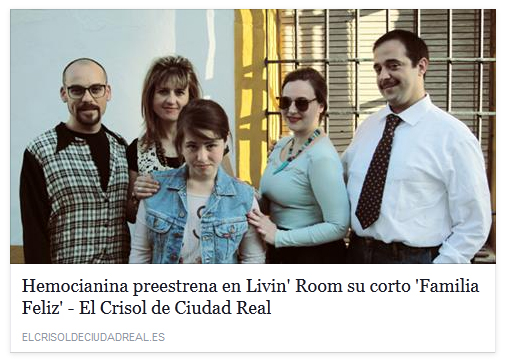 Hemocianina preestrena en Livin' Room su corto 'Familia
Feliz' - El Crisol de Ciudad Real
ELCRISOLDECIUDADREAL.ES